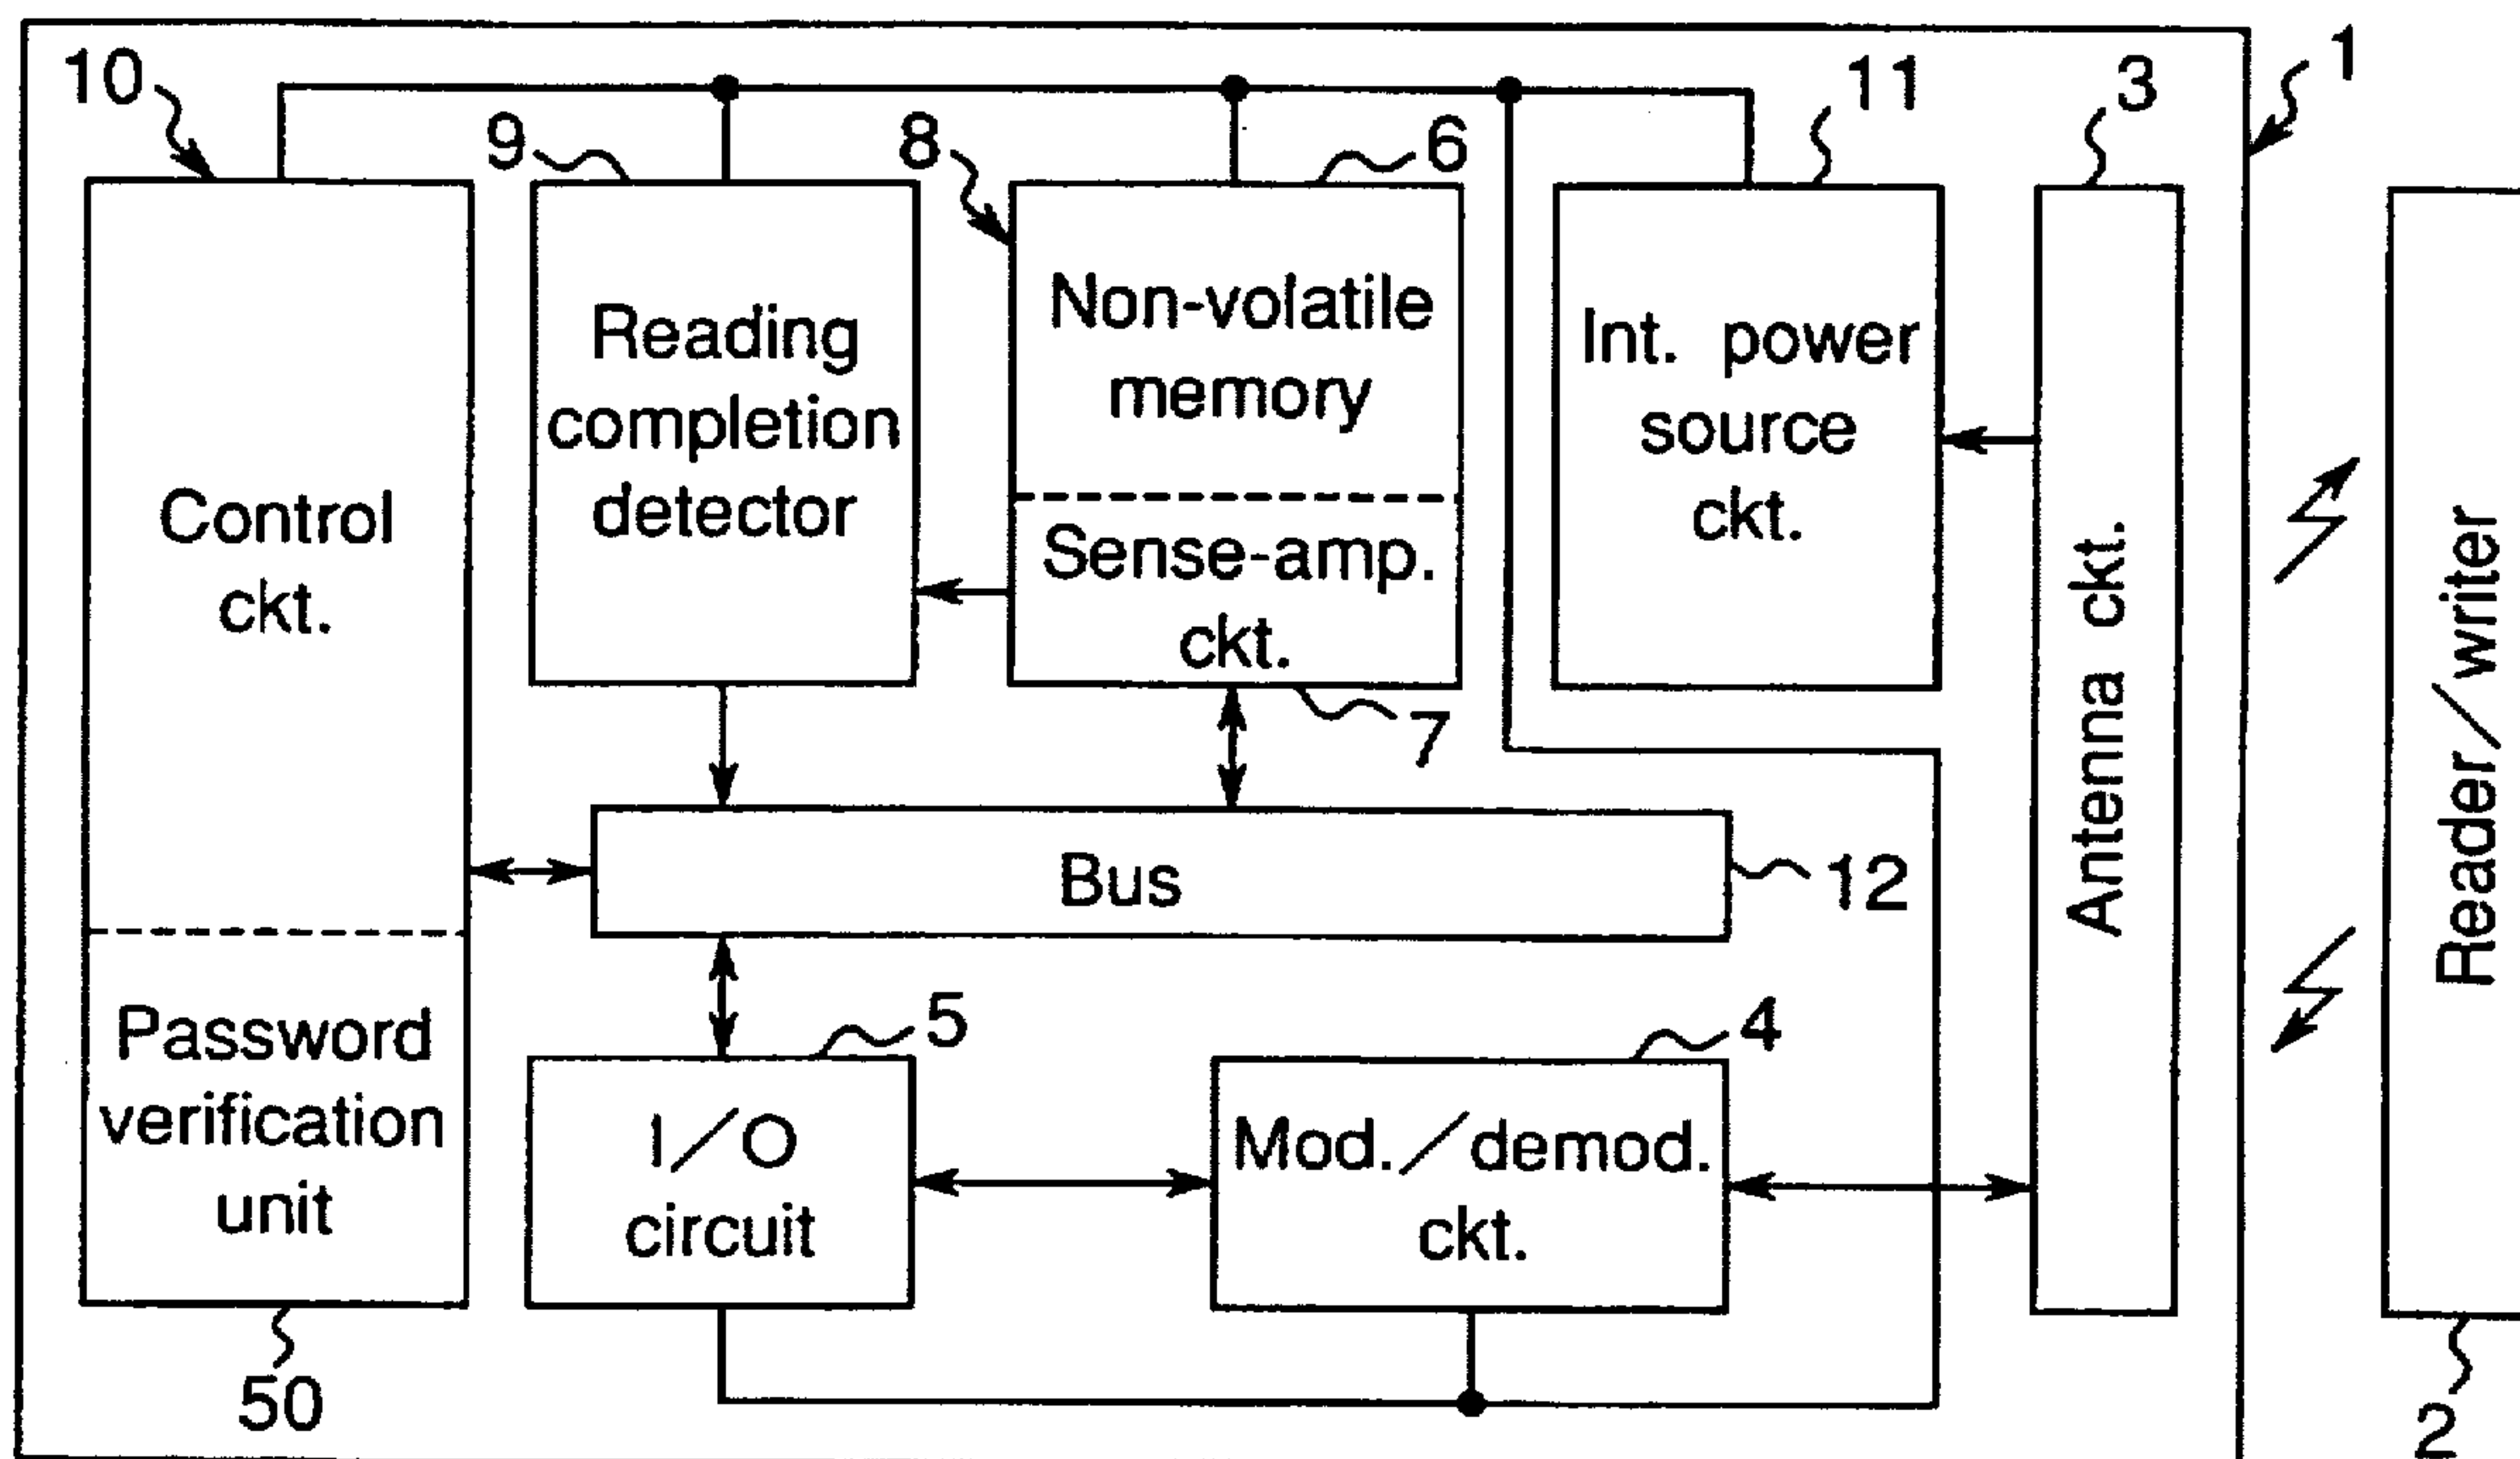 10
9
8
6
11
3
1
Control
ckt.
Password
verification
unit
50
Reading
completion
detector
Non-volatile
memory
Sense-amp.
ckt.
7
Int. power
source
ckt.
Antenna ckt.
Reader/writer
2
Bus
12
I/O
circuit
5
Mod./demod.
ckt.
4